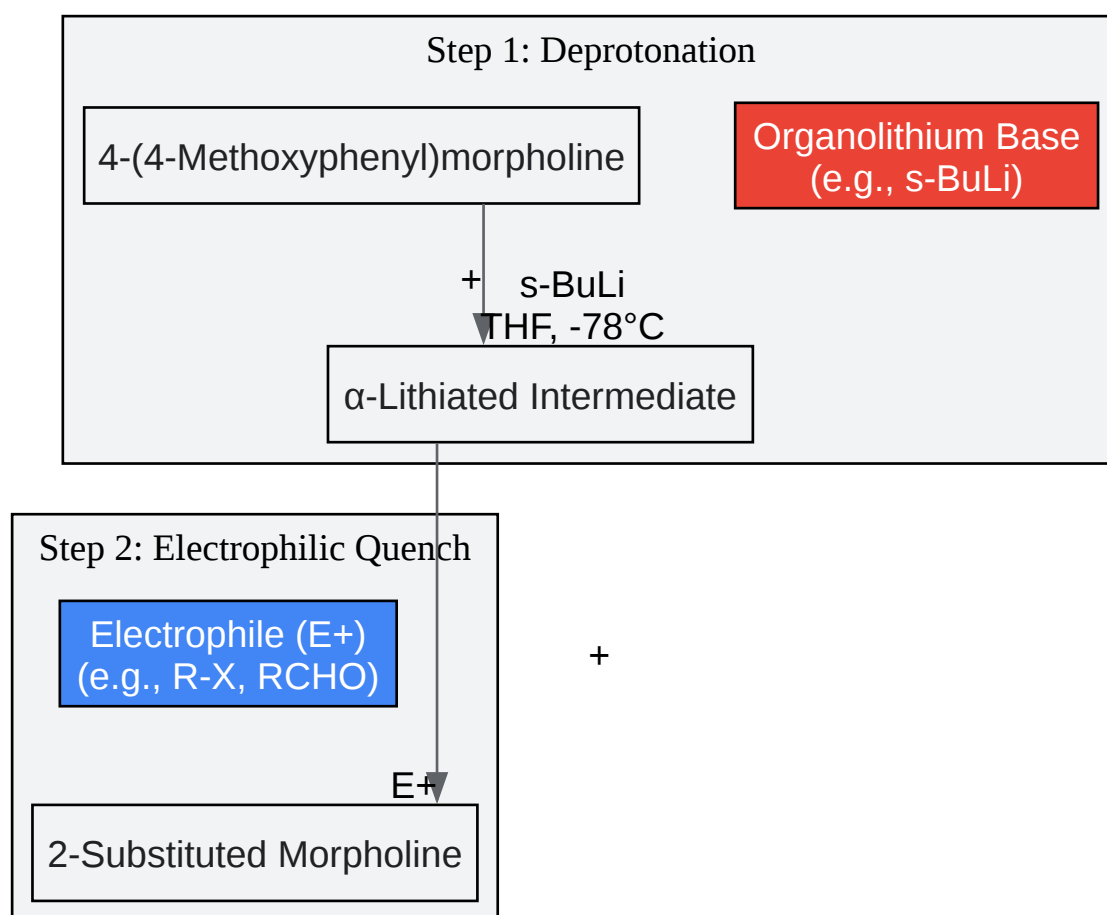 Step 1: Deprotonation
4-(4-Methoxyphenyl)morpholine
Organolithium Base
(e.g., s-BuLi)
+
s-BuLi
THF, -78°C
α-Lithiated Intermediate
Step 2: Electrophilic Quench
Electrophile (E+)
(e.g., R-X, RCHO)
+
E+
2-Substituted Morpholine